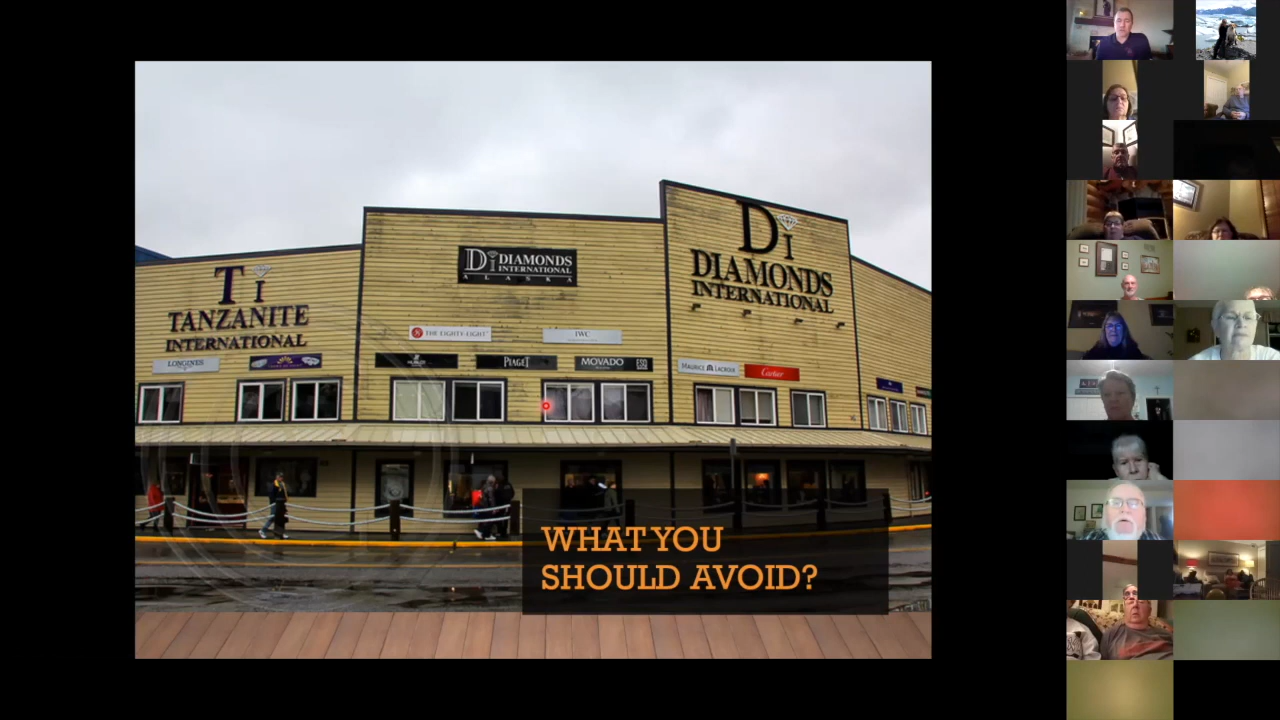 Ti
TANZANITE
INTERNATIONAL
LONGINES
Di DIAMONDS
INTERNATIONAL
ALASKA
THE EIGHTY-EIGHT
IWC
PIAGET
MOVADO
ESQ
Di
DIAMONDS
INTERNATIONAL
MAURICE LACROIX
Cartier
WHAT YOU
SHOULD AVOID?